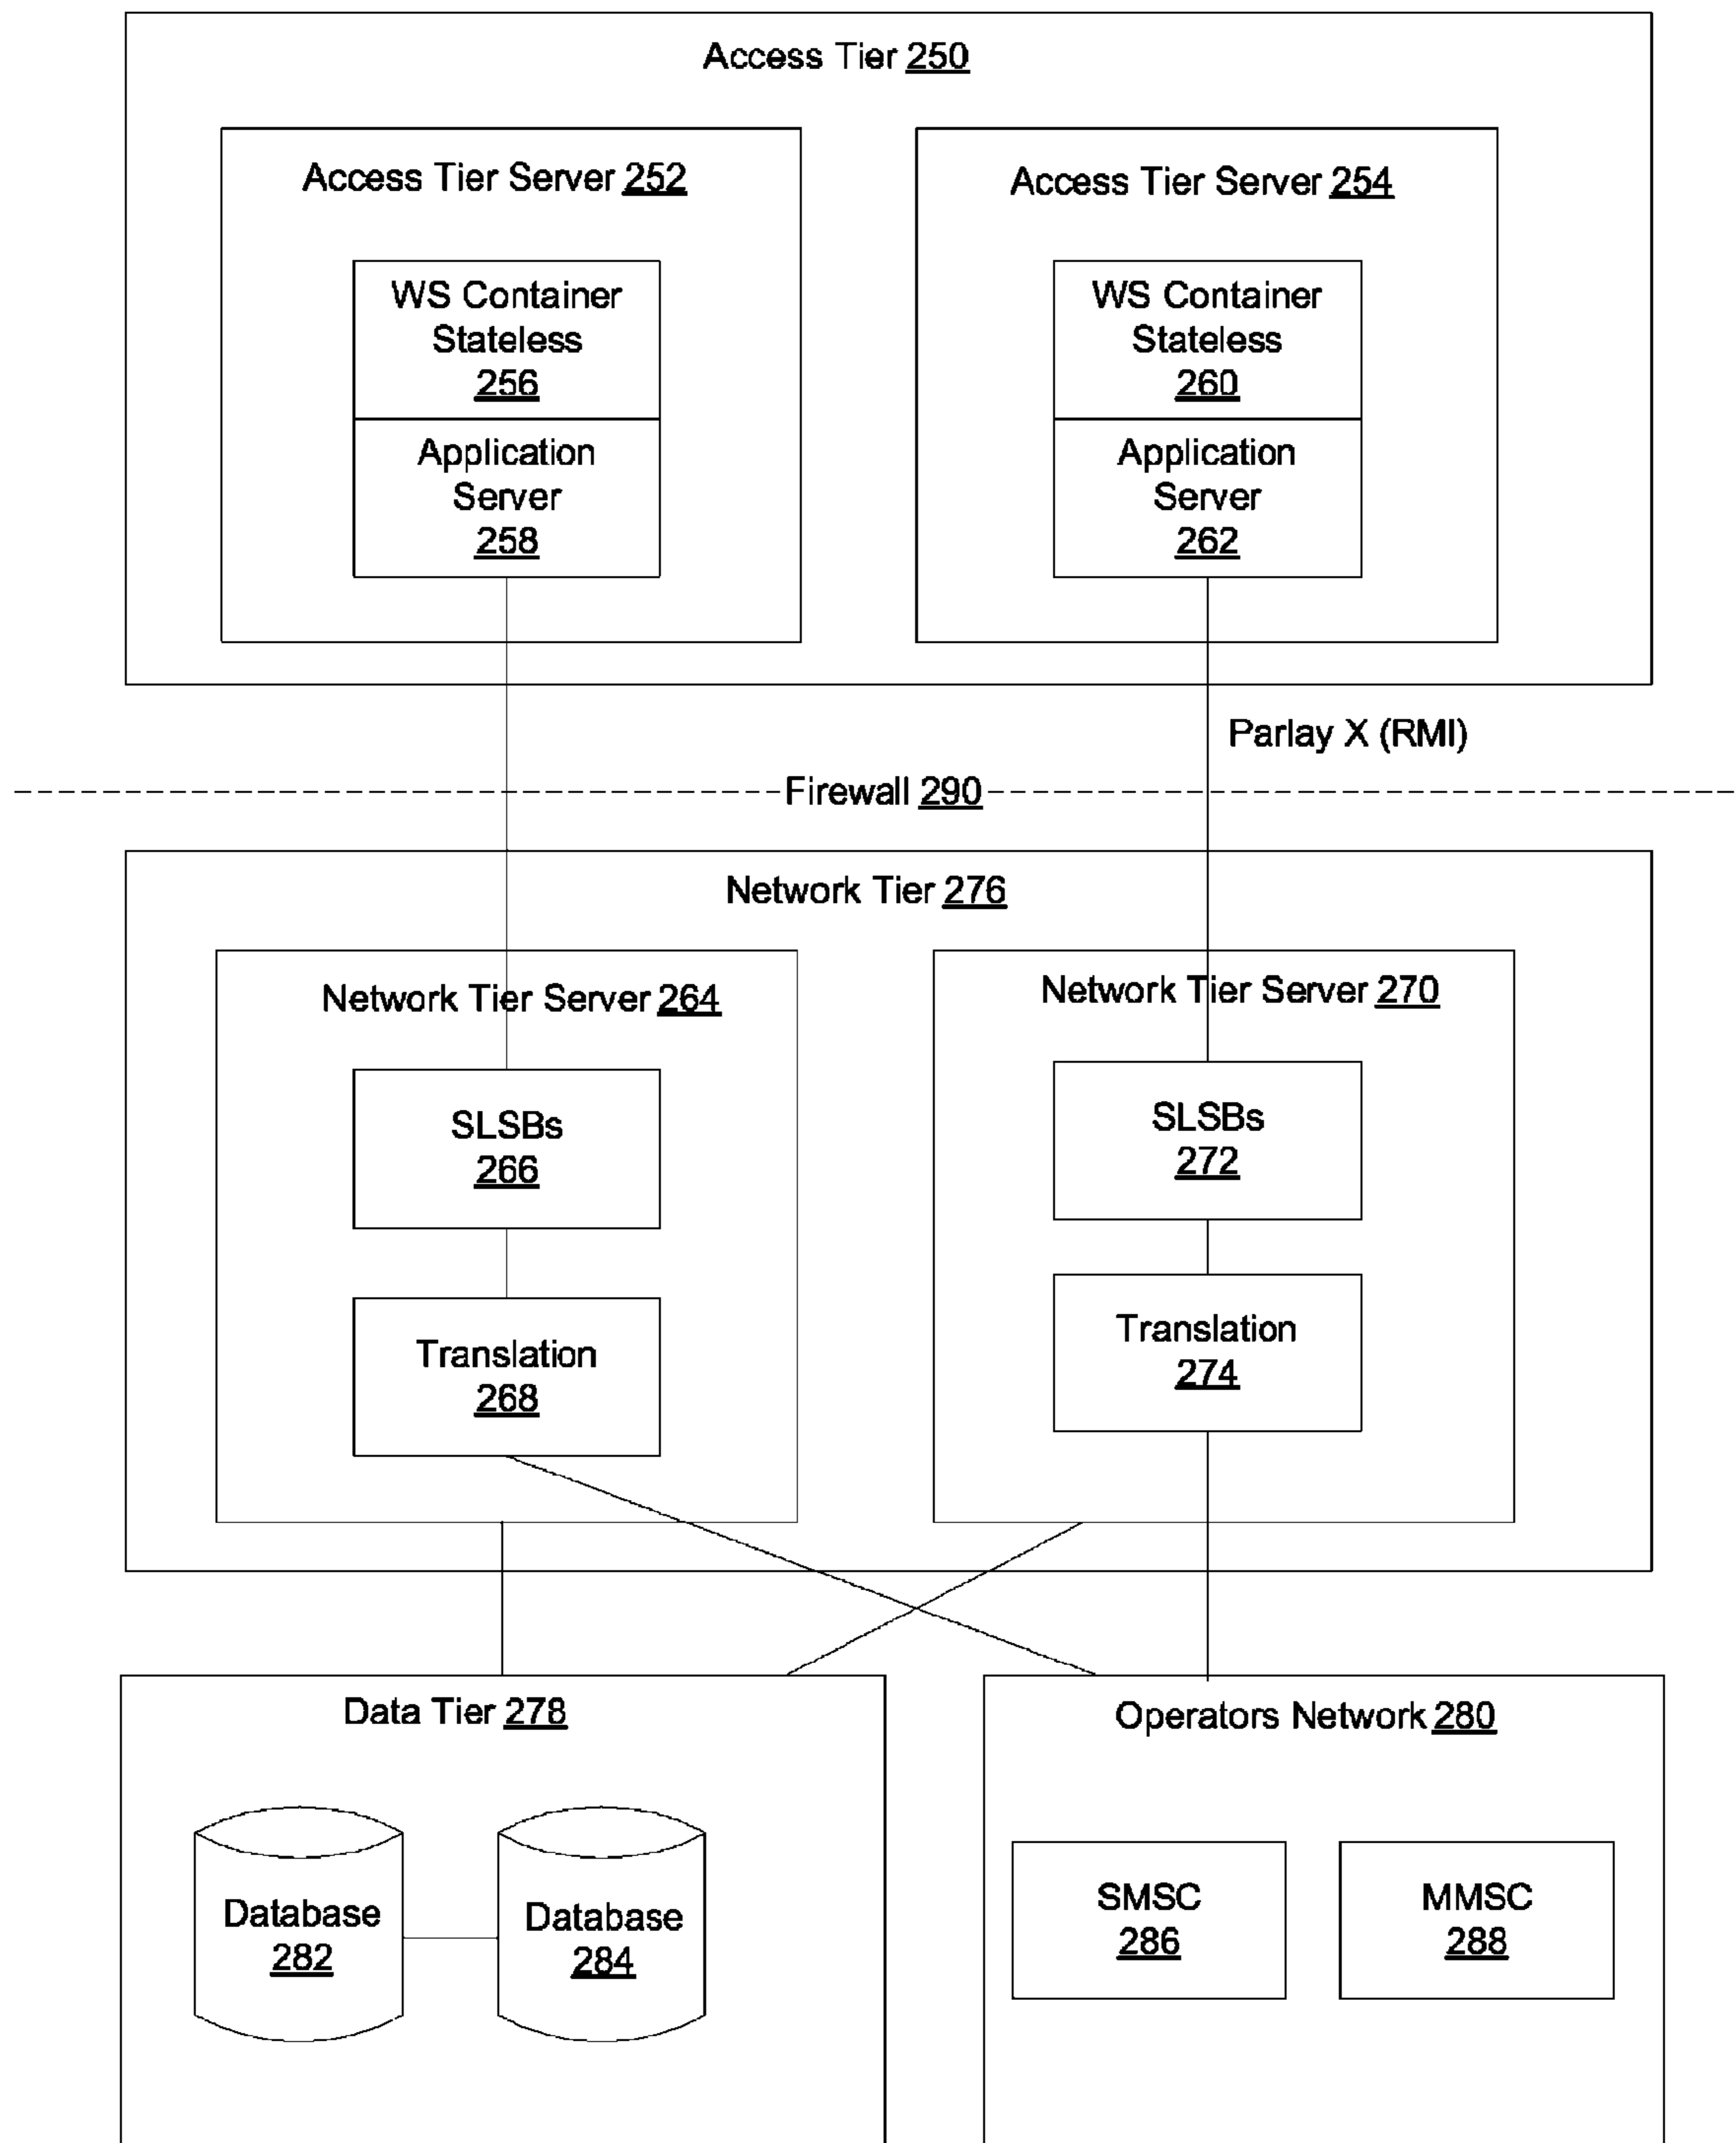 Access Tier 250
Access Tier Server 252
Access Tier Server 254
WS Container
Stateless
256
Application
Server
258
WS Container
Stateless
260
Application
Server
262
Parlay X (RMI)
Firewall 290
Network Tier 276
Network Tier Server 264
Network Tier Server 270
SLSBs
266
SLSBs
272
Translation
268
Translation
274
Data Tier 278
Operators Network 280
Database
282
Database
284
SMSC
286
MMSC
288